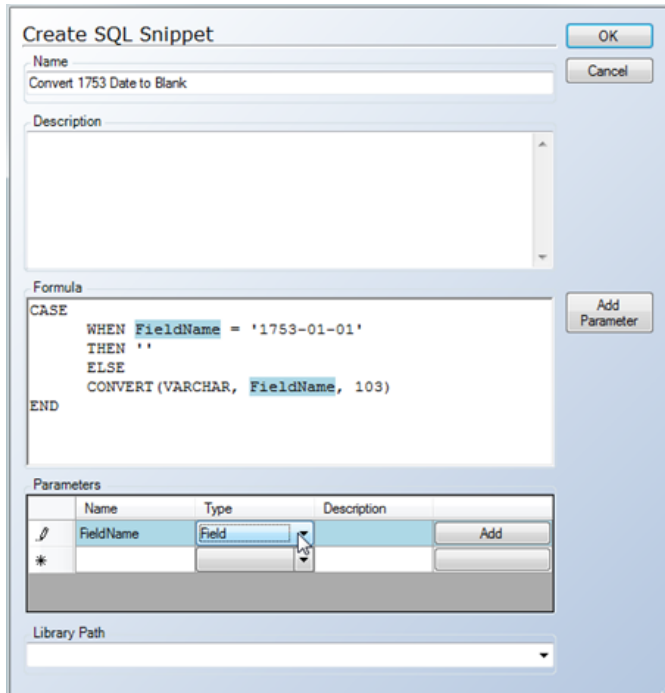 Create SQL Snippet
OK
Name
Cancel
Convert 1753 Date to Blank
Description
Formula
Add
Parameter
CASE
WHEN FieldName = '1753-01-01'
THEN ''
ELSE
CONVERT(VARCHAR, FieldName, 103)
END
Parameters
Name Type Description
FieldName Field Add
Library Path